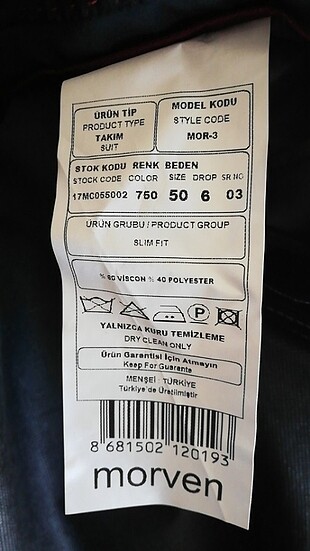 ÜRÜN TİP
PRODUCT TYPE
TAKIM
SUIT
MODEL KODU
STYLE CODE
MOR-3
STOK KODU RENK BEDEN
STOCK CODE COLOR SIZE DROP SR NO
17MC055002 750 50 6 03
ÜRÜN GRUBU / PRODUCT GROUP
SLIM FIT
% 60 VİSCON % 40 POLYESTER
P
YALNIZCA KURU TEMİZLEME
DRY CLEAN ONLY
Ürün Garantisi İçin Atmayın
Keep For Guarante
MENŞEİ : TÜRKİYE
Türkiye'de Üretilmiştir
8 681502 120193
morven